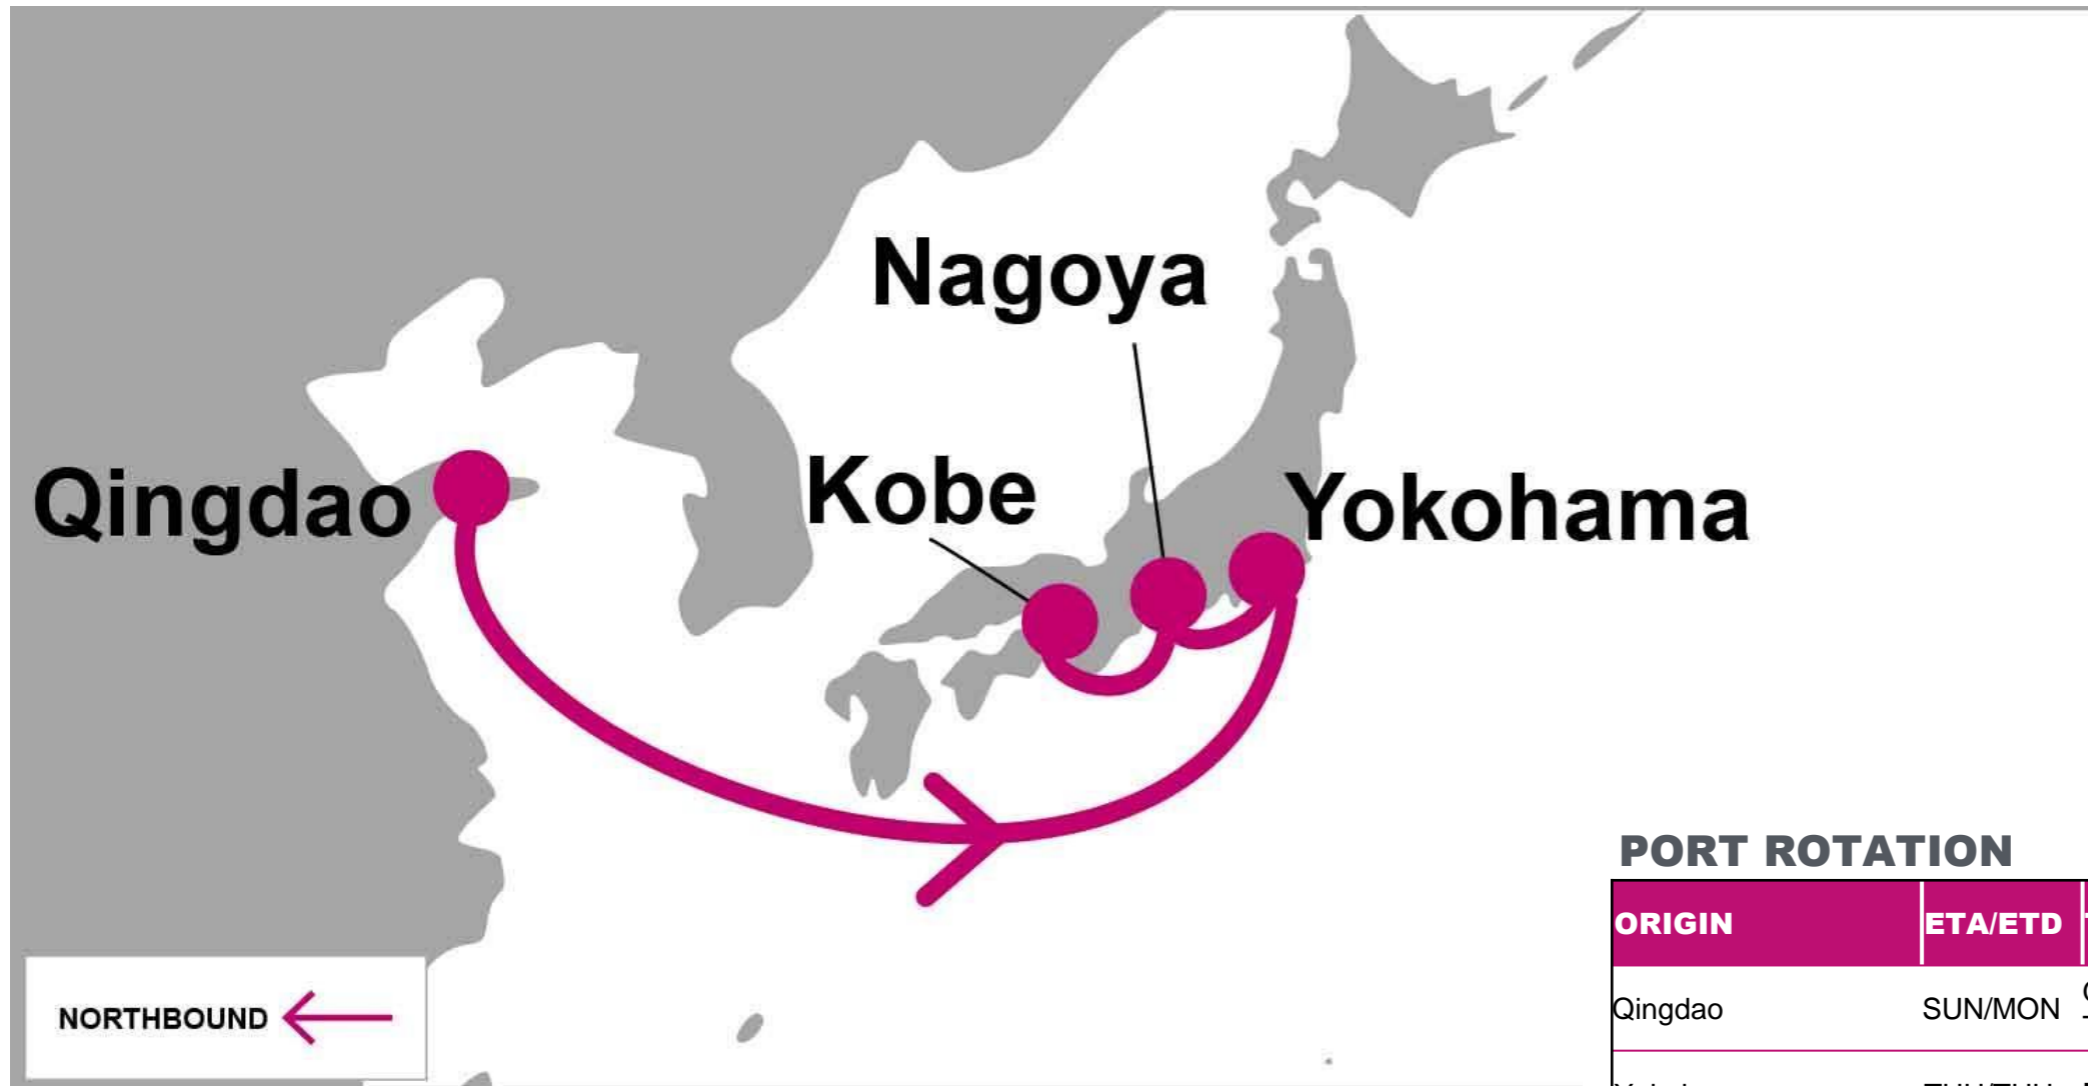 Nagoya
Kobe
Qingdao
Yokohama
PORT ROTATION
ORIGIN ETA/ETD
Qingdao SUN/MON
NORTHBOUND